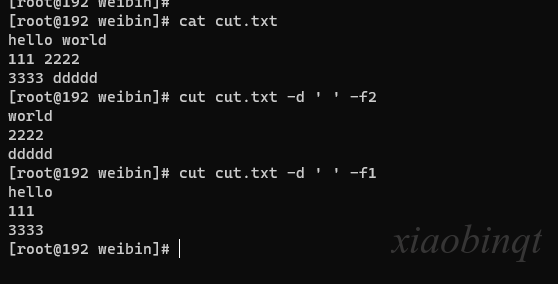 [root@192 weibin]#
[root@192 weibin]# cat cut.txt
hello world
111 2222
3333 ddddd
[root@192 weibin]# cut cut.txt -d ' ' -f2
world
2222
ddddd
[root@192 weibin]# cut cut.txt -d ' ' -f1
hello
111
3333
[root@192 weibin]#
xiaobinqt